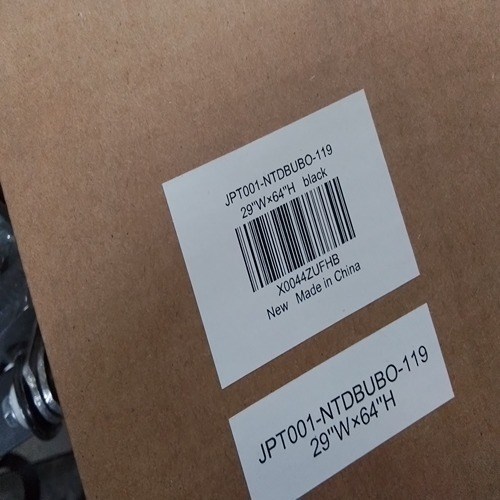 JPT001-NTDBUBO-119
29"W×64"H black
X0044ZUFHB
New Made in China
JPT001-NTDBUBO-119
29"W×64"H